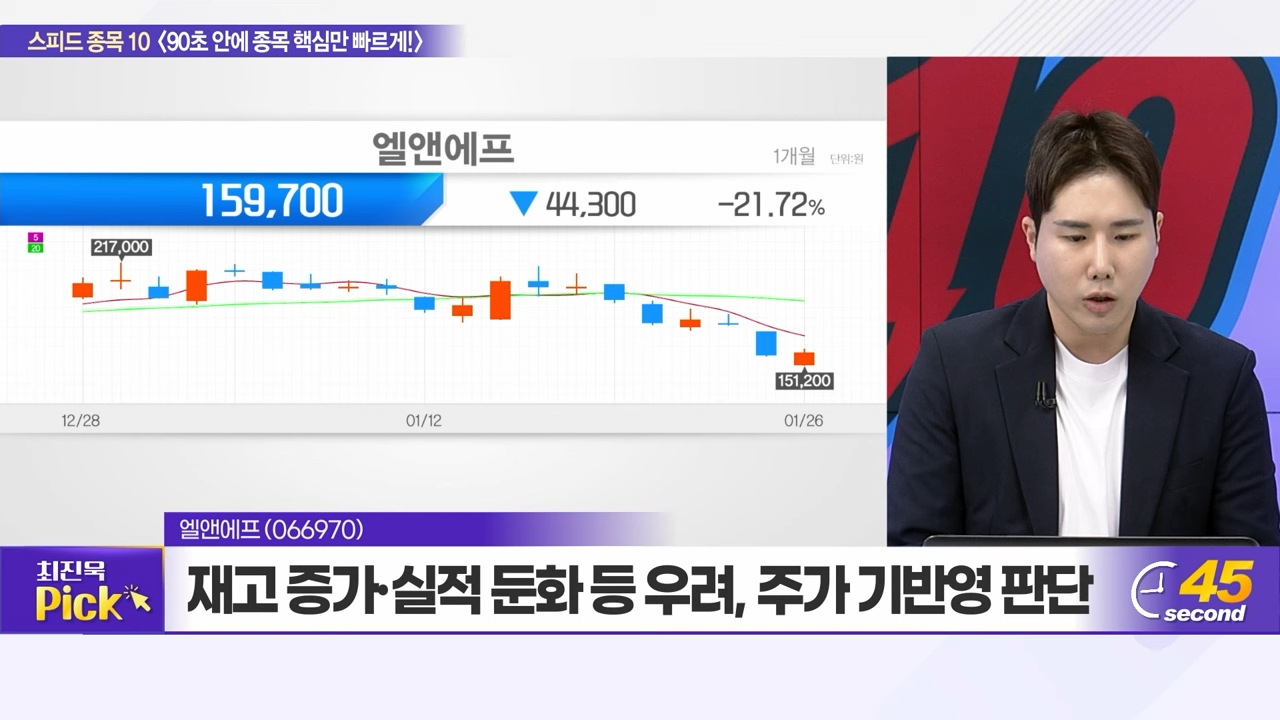 스피드 종목 10 〈90초 안에 종목 핵심만 빠르게!〉
엘앤에프
1개월 단위:원
159,700 ▼ 44,300 -21.72%
5
20
217,000
151,200
12/28 01/12 01/26
엘앤에프 (066970)
최진묵
Pick
재고 증가·실적 둔화 등 우려, 주가 기반영 판단
45
second
10